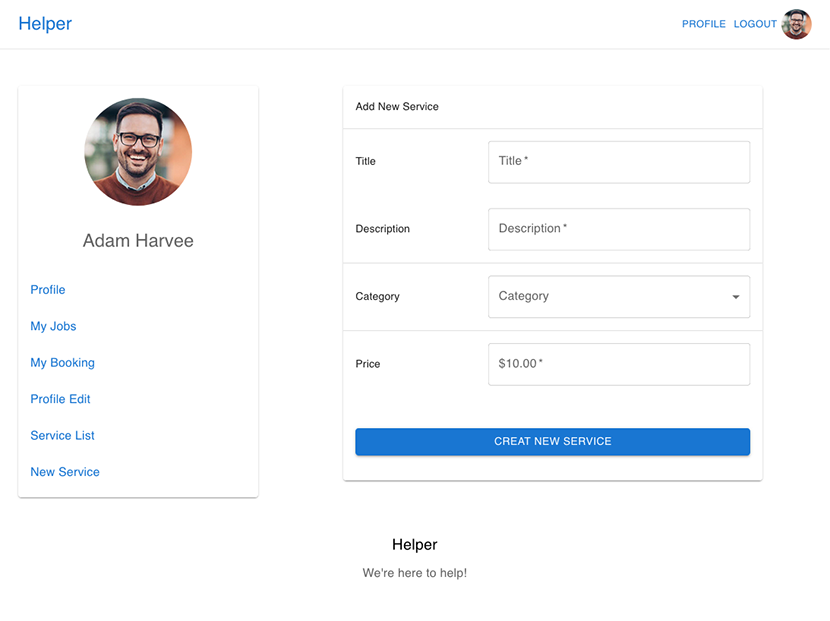 Helper
PROFILE LOGOUT
Adam Harvee
Profile
My Jobs
My Booking
Profile Edit
Service List
New Service
Add New Service
Title
Title *
Description
Description *
Category
Category
Price
$10.00 *
CREAT NEW SERVICE
Helper
We're here to help!